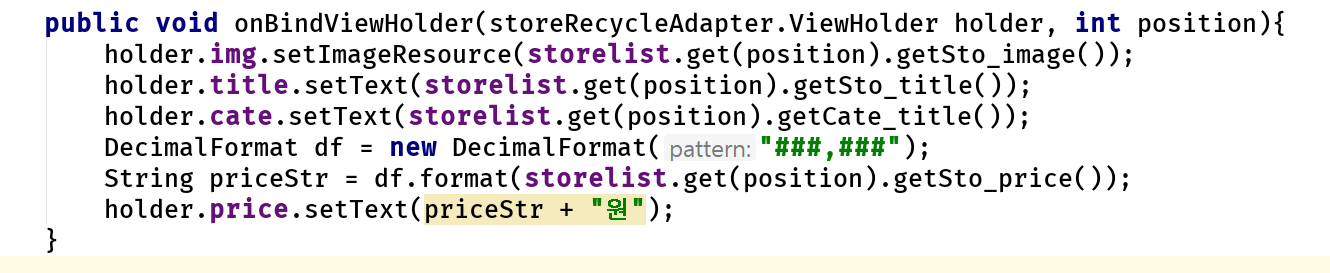 public void onBindViewHolder(storeRecycleAdapter.ViewHolder holder, int position){
holder.img.setImageResource(storelist.get(position).getSto_image());
holder.title.setText(storelist.get(position).getSto_title());
holder.cate.setText(storelist.get(position).getCate_title());
DecimalFormat df = new DecimalFormat( pattern: "###,###");
String priceStr = df.format(storelist.get(position).getSto_price());
holder.price.setText(priceStr + "원");
}